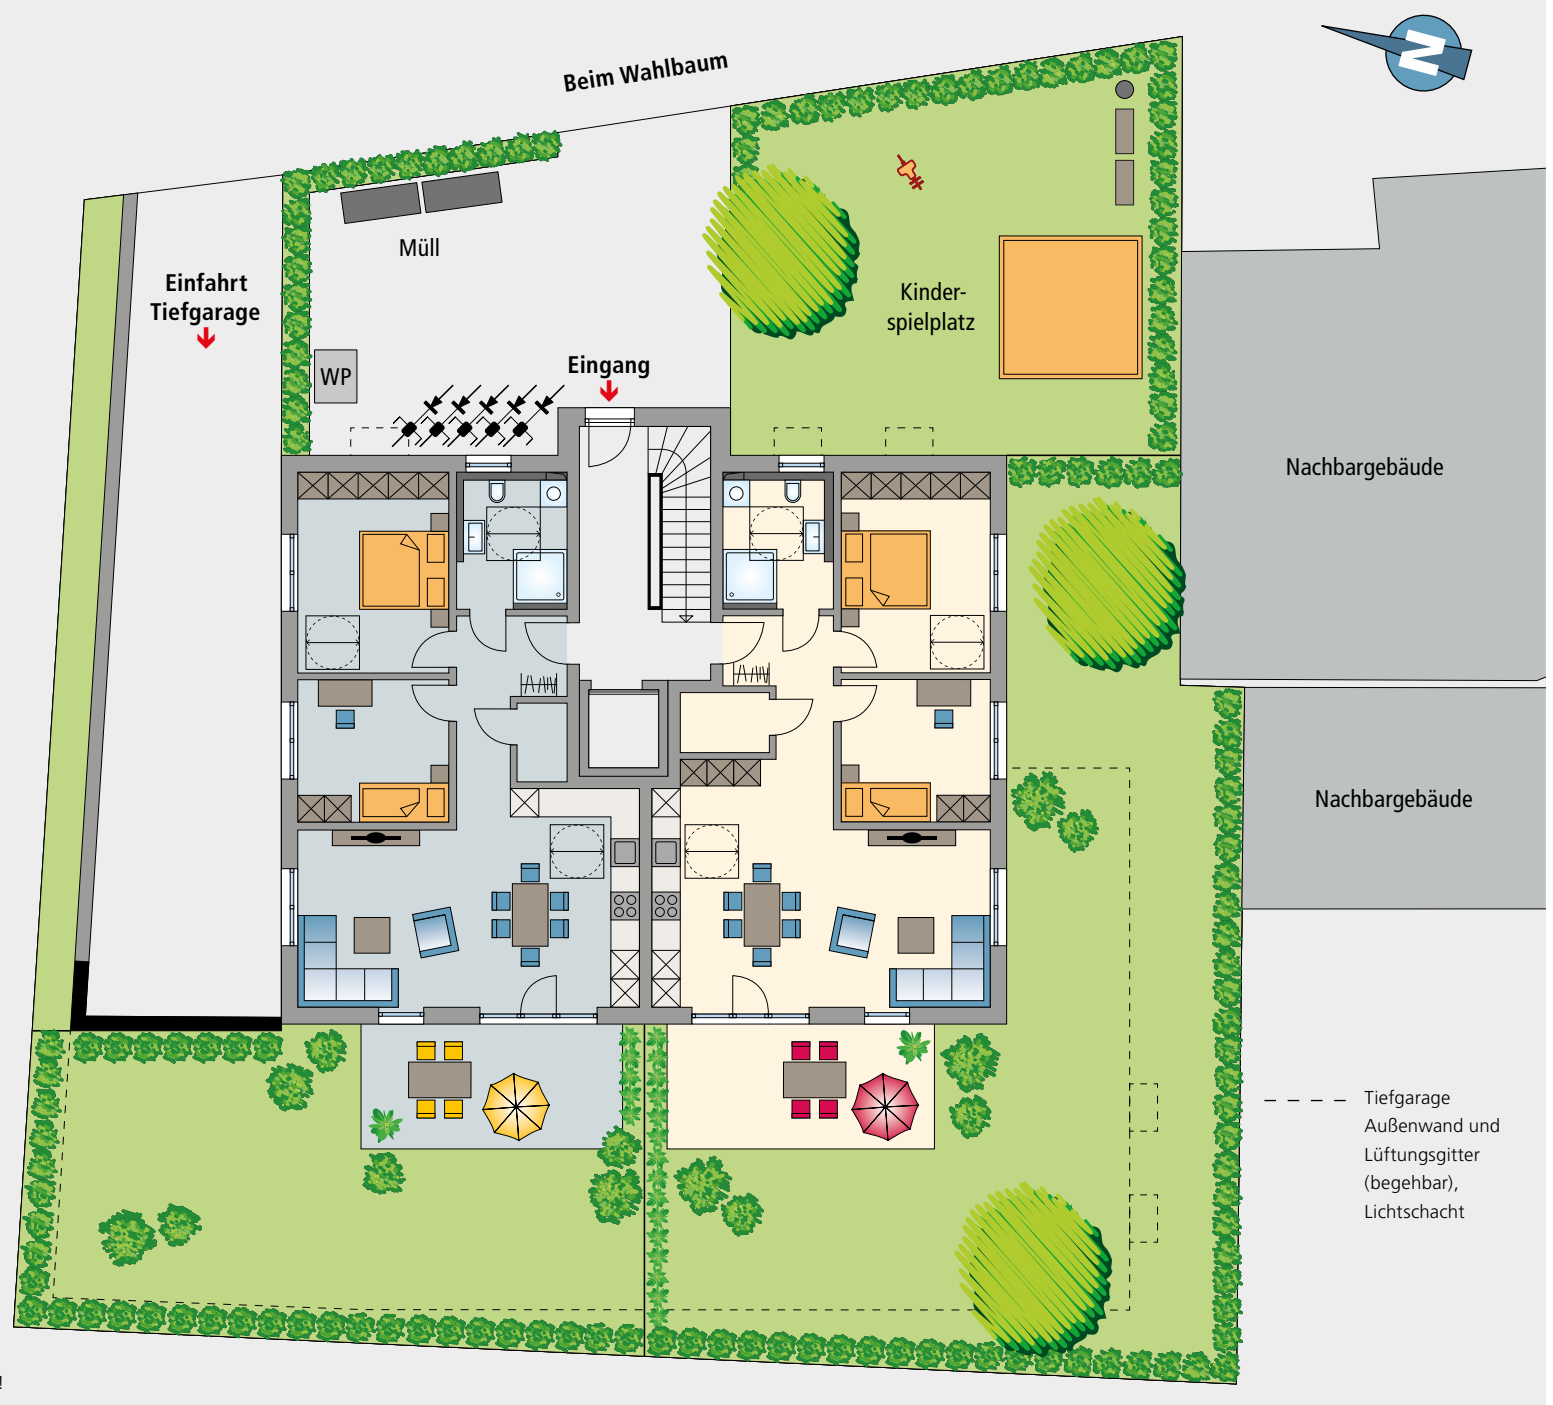 N
Beim Wahlbaum
Müll
Einfahrt
Tiefgarage
Kinder-
spielplatz
WP
Eingang
Nachbargebäude
Nachbargebäude
Tiefgarage
Außenwand und
Lüftungsgitter
(begehbar),
Lichtschacht
!